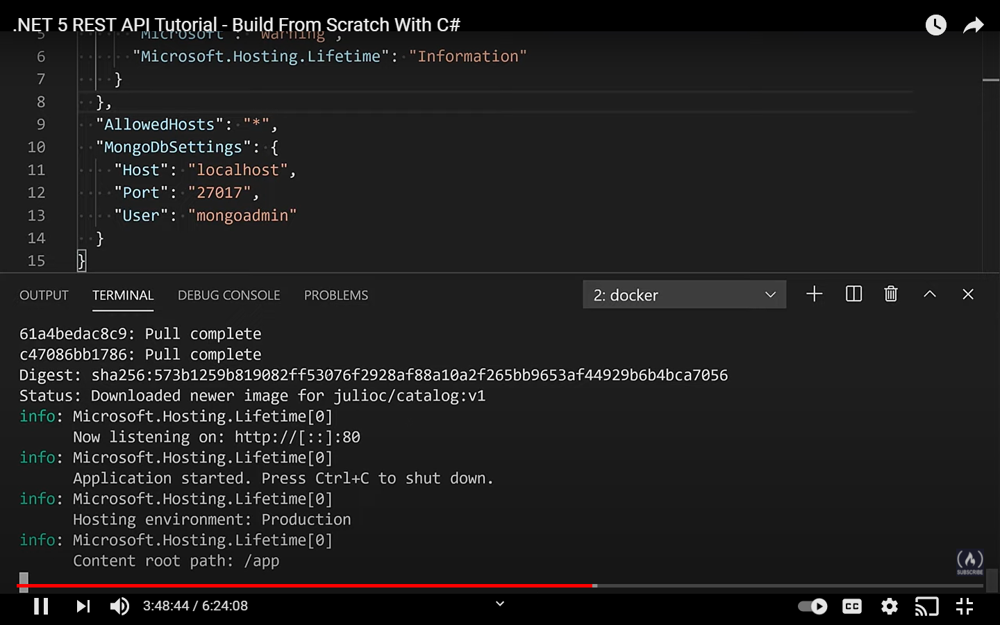 .NET 5 REST API Tutorial - Build From Scratch With C#
5 "Microsoft": "Warning",
6 "Microsoft.Hosting.Lifetime": "Information"
7 }
8 },
9 "AllowedHosts": "*",
10 "MongoDbSettings": {
11 "Host": "localhost",
12 "Port": "27017",
13 "User": "mongoadmin"
14 }
15 }
OUTPUT TERMINAL DEBUG CONSOLE PROBLEMS 2: docker
61a4bedac8c9: Pull complete
c47086bb1786: Pull complete
Digest: sha256:573b1259b819082ff53076f2928af88a10a2f265bb9653af44929b6b4bca7056
Status: Downloaded newer image for julioc/catalog:v1
info: Microsoft.Hosting.Lifetime[0]
Now listening on: http://[::]:80
info: Microsoft.Hosting.Lifetime[0]
Application started. Press Ctrl+C to shut down.
info: Microsoft.Hosting.Lifetime[0]
Hosting environment: Production
info: Microsoft.Hosting.Lifetime[0]
Content root path: /app
SUBSCRIBE
3:48:44 / 6:24:08 CC